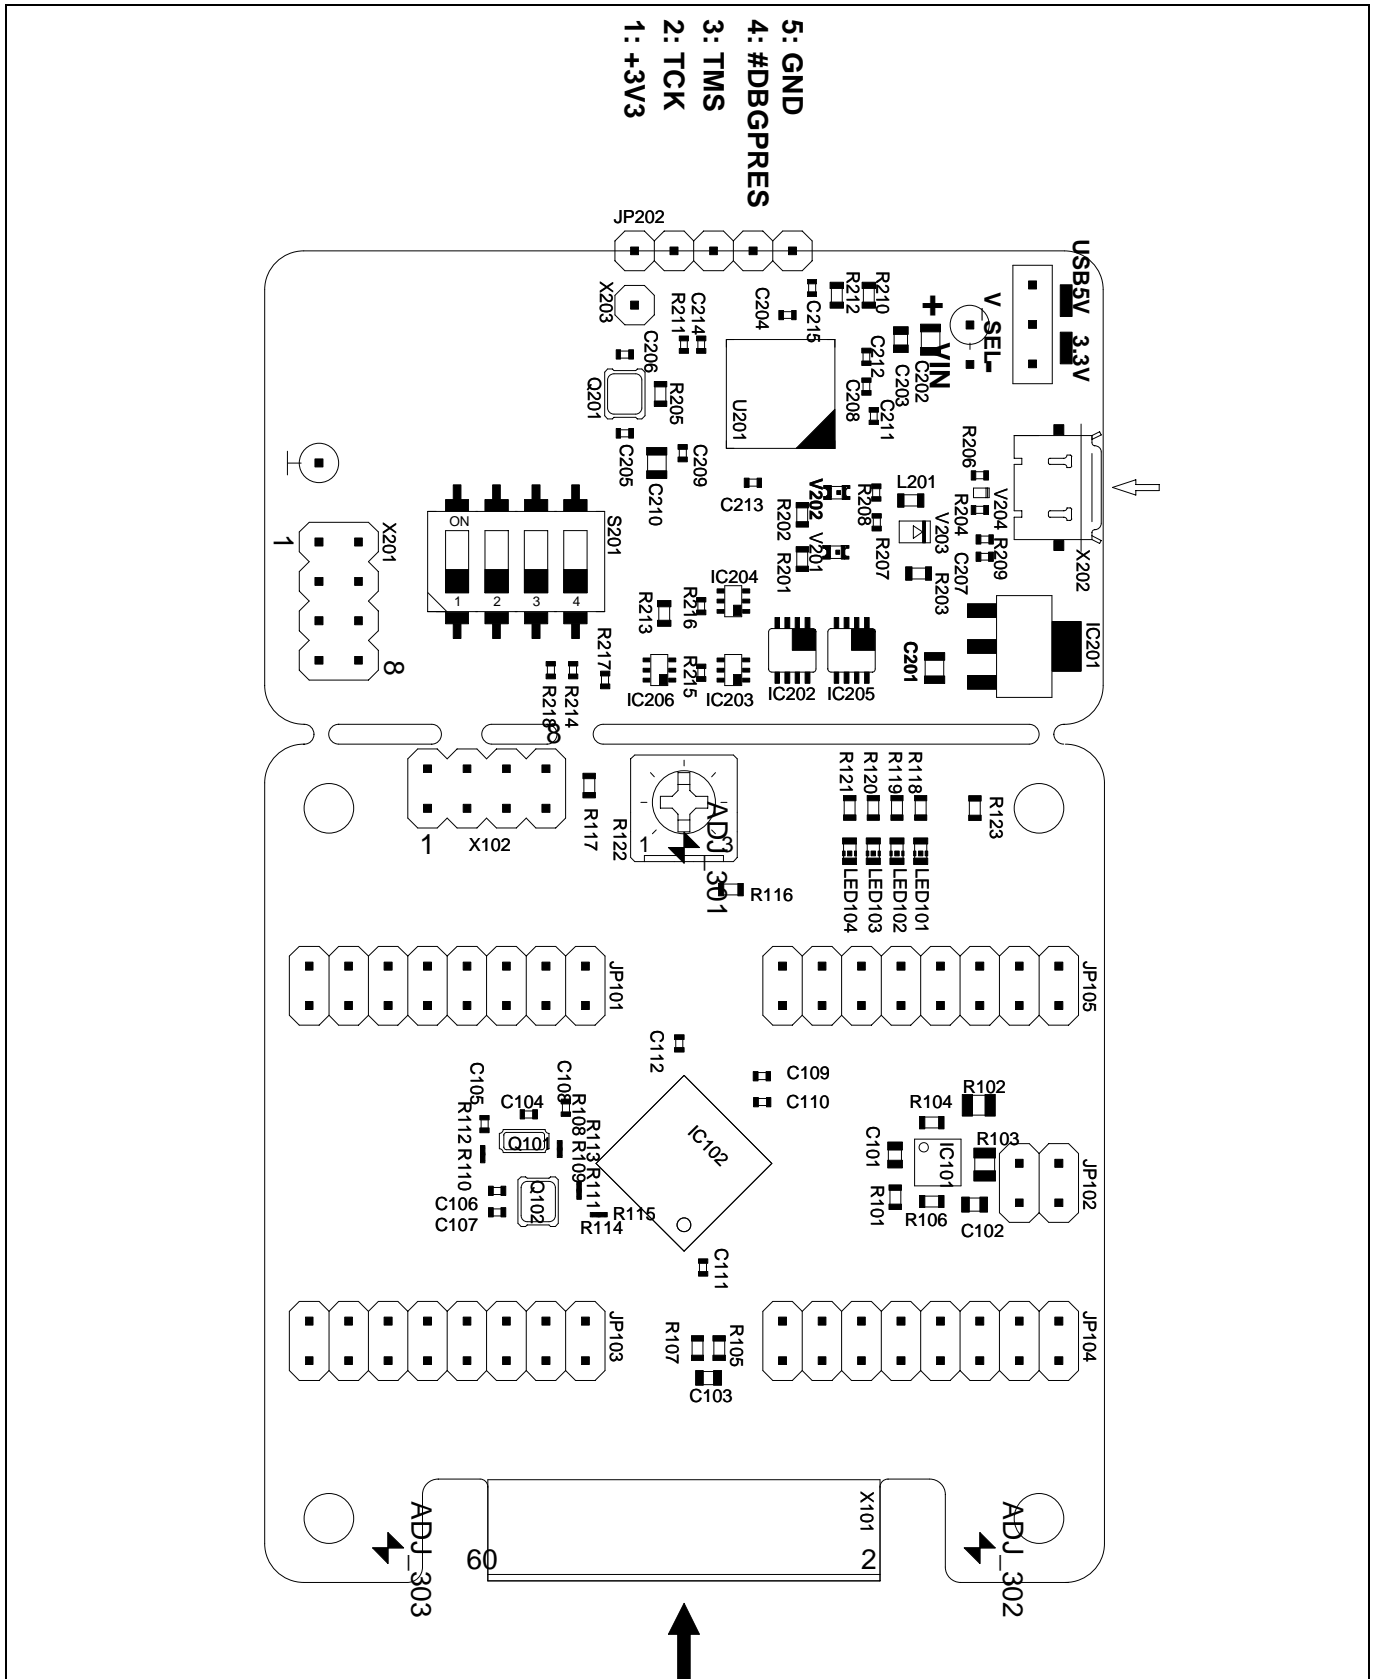 5: GND
4: #DBGPRES
3: TMS
2: TCK
1: +3V3
JP202
USB5V
3.3V
V_SEL
+
-
VIN
X203
R211
C214
C204
C215
R212
R210
C206
Q201
R205
U201
C212
C208
C211
C203
C202
C205
C210
C209
C213
V202
R208
L201
R206
R204
V204
V203
C207
R209
X202
R202
V201
R201
R207
R203
1
X201
8
ON
1
2
3
4
S201
IC204
R213
R216
R217
IC206
R215
IC203
IC202
IC205
C201
IC201
R218
R214
8
1
X102
R117
R122
1
3
ADJ_301
R116
R121
R120
R119
R118
R123
LED104
LED103
LED102
LED101
JP101
JP105
C112
C109
C110
C105
C104
C108
R108
R112
Q101
R113
R109
R110
R111
Q102
C106
C107
R115
R114
IC102
R102
R104
R103
C101
IC101
R101
R106
C102
JP102
C111
JP103
R107
R105
C103
JP104
X101
60
2
ADJ_303
ADJ_302